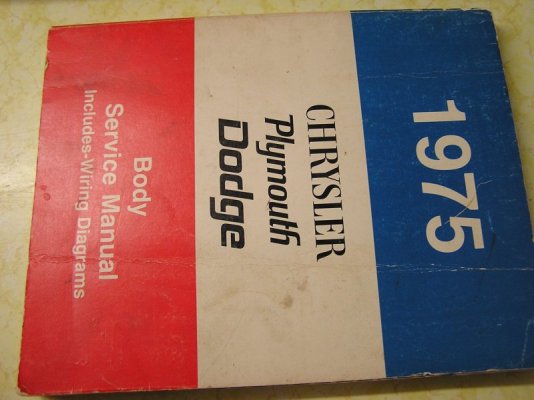 1975
CHRYSLER
Plymouth
Dodge
Body
Service Manual
Includes-Wiring Diagrams